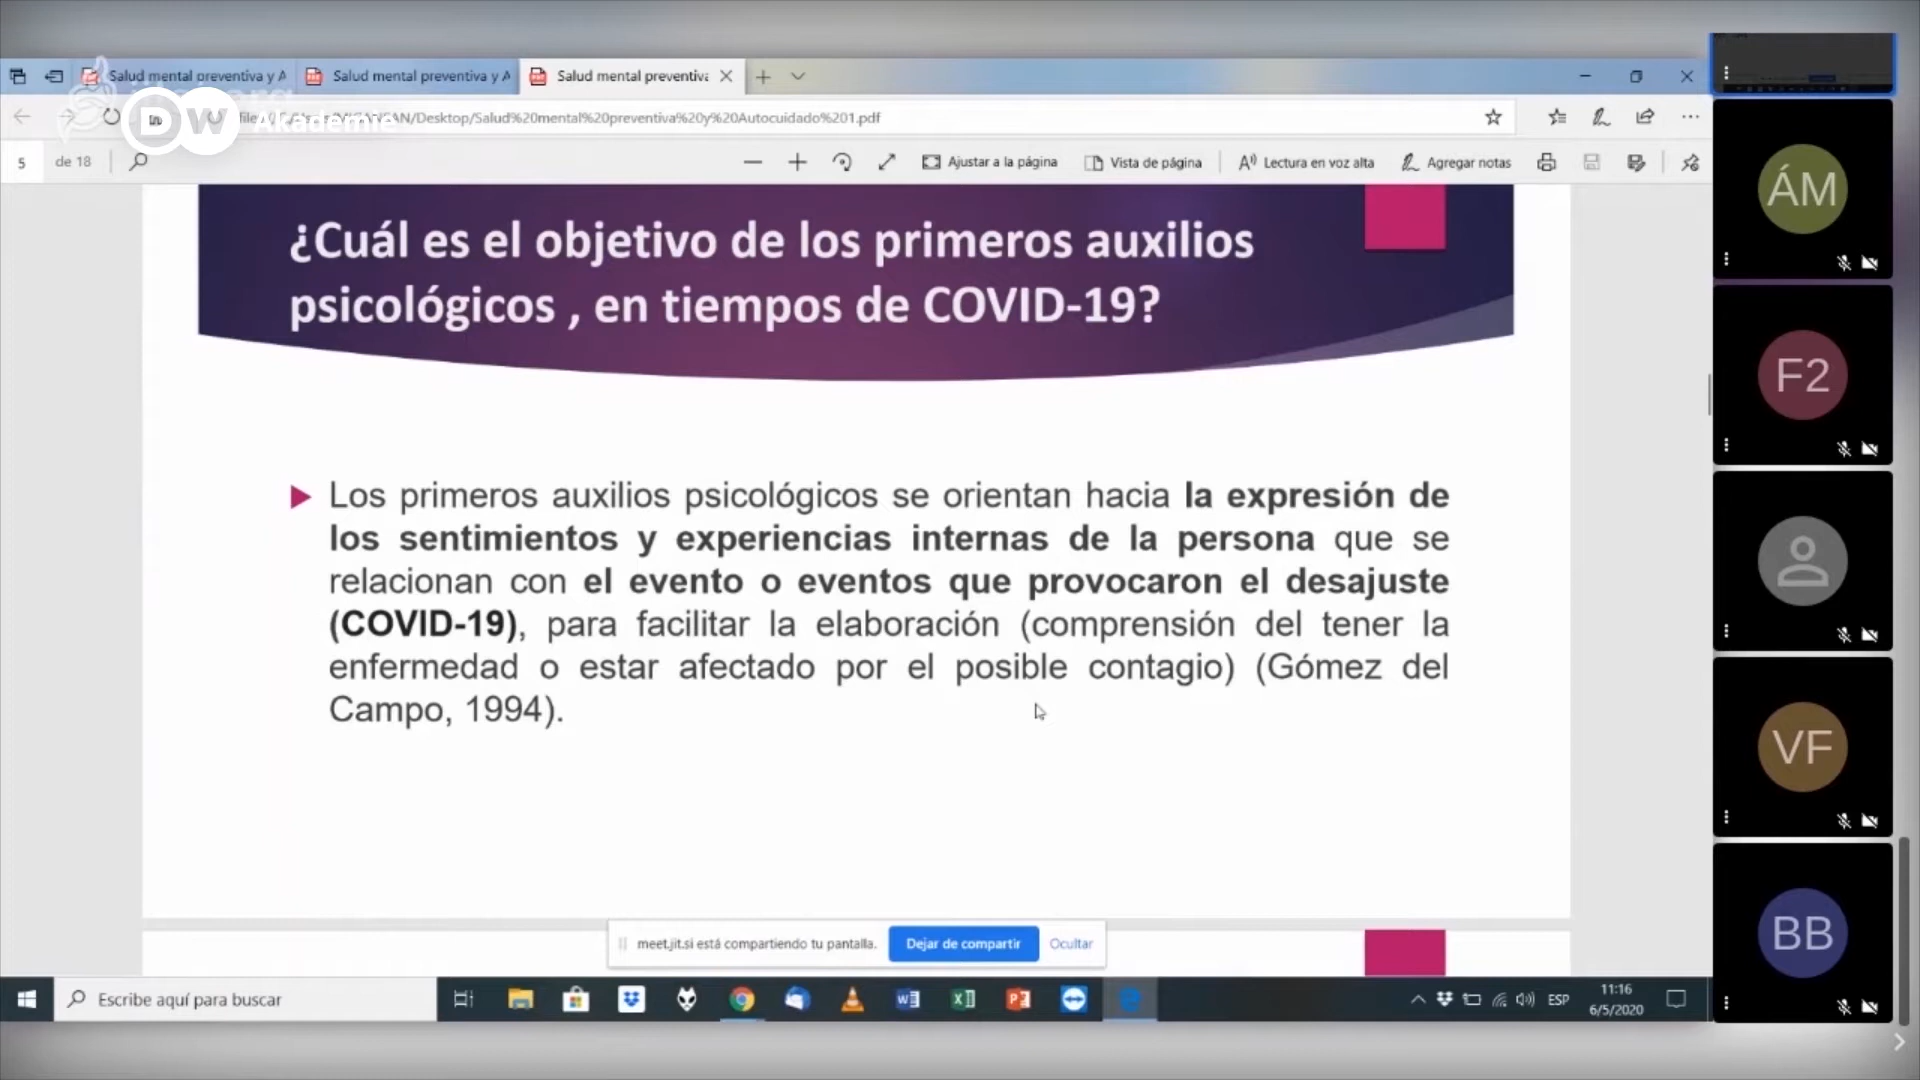 Salud mental preventiva y A
Salud mental preventiva y A
Salud mental preventiva
DW Akademie
/Desktop/Salud%20mental%20preventiva%20y%20Autocuidado%201.pdf
5 de 18
Ajustar a la página
Vista de página
Lectura en voz alta
Agregar notas
¿Cuál es el objetivo de los primeros auxilios
psicológicos , en tiempos de COVID-19?
Los primeros auxilios psicológicos se orientan hacia la expresión de
los sentimientos y experiencias internas de la persona que se
relacionan con el evento o eventos que provocaron el desajuste
(COVID-19), para facilitar la elaboración (comprensión del tener la
enfermedad o estar afectado por el posible contagio) (Gómez del
Campo, 1994).
meet.jit.si está compartiendo tu pantalla.
Dejar de compartir
Ocultar
Escribe aquí para buscar
ESP
11:16
6/5/2020
ÁM
F2
VF
BB